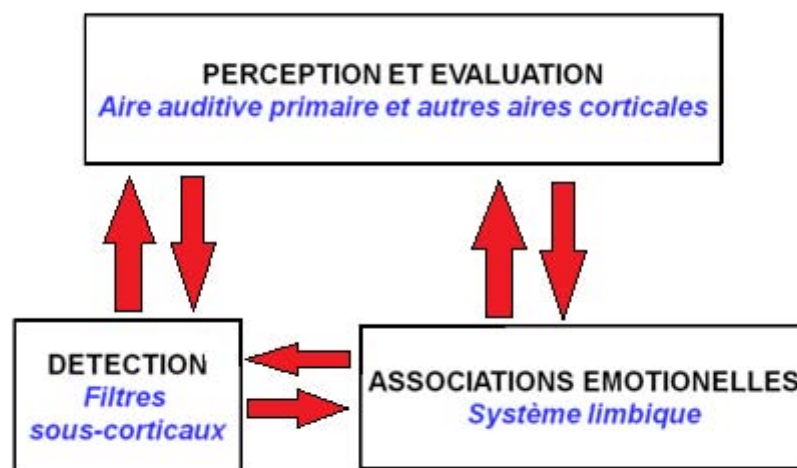 PERCEPTION ET EVALUATION
Aire auditive primaire et autres aires corticales
DETECTION
Filtres
sous-corticaux
ASSOCIATIONS EMOTIONELLES
Système limbique